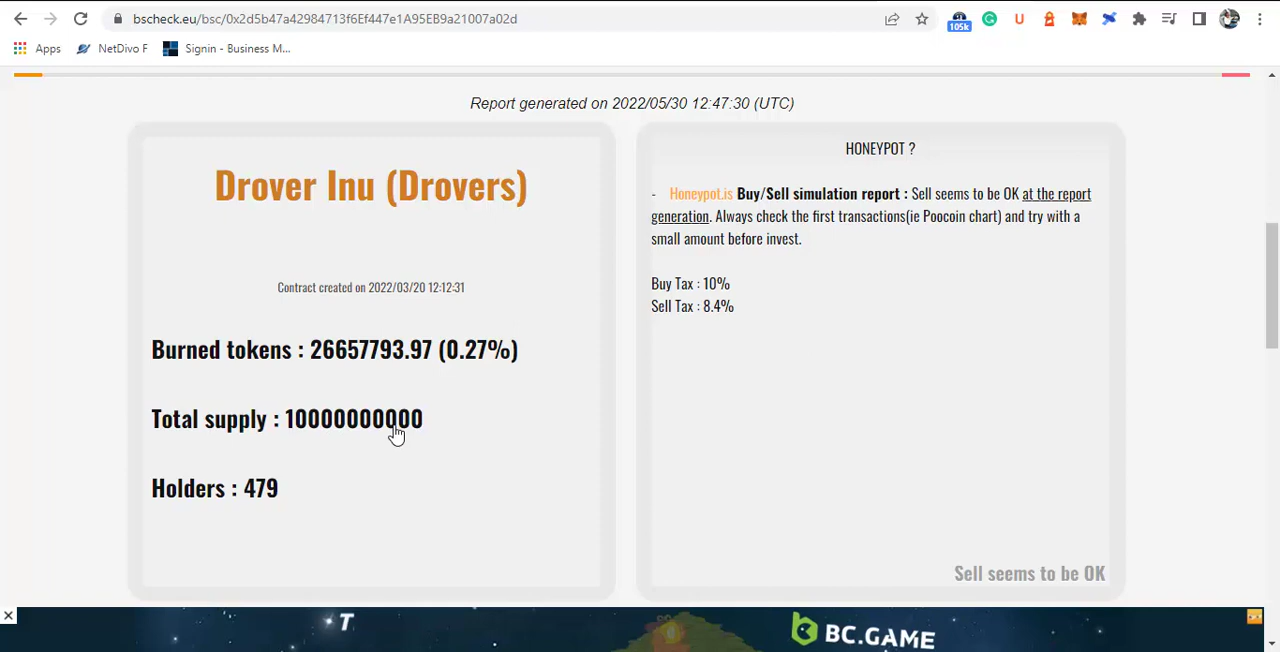 bscheck.eu/bsc/0x2d5b47a42984713f6Ef447e1A95EB9a21007a02d
105k
Apps
NetDivo F
Signin - Business M...
Report generated on 2022/05/30 12:47:30 (UTC)
Drover Inu (Drovers)
Contract created on 2022/03/20 12:12:31
Burned tokens : 26657793.97 (0.27%)
Total supply : 10000000000
Holders : 479
HONEYPOT ?
- Honeypot.is Buy/Sell simulation report : Sell seems to be OK at the report
generation. Always check the first transactions(ie Poocoin chart) and try with a
small amount before invest.
Buy Tax : 10%
Sell Tax : 8.4%
Sell seems to be OK
T
BC.GAME